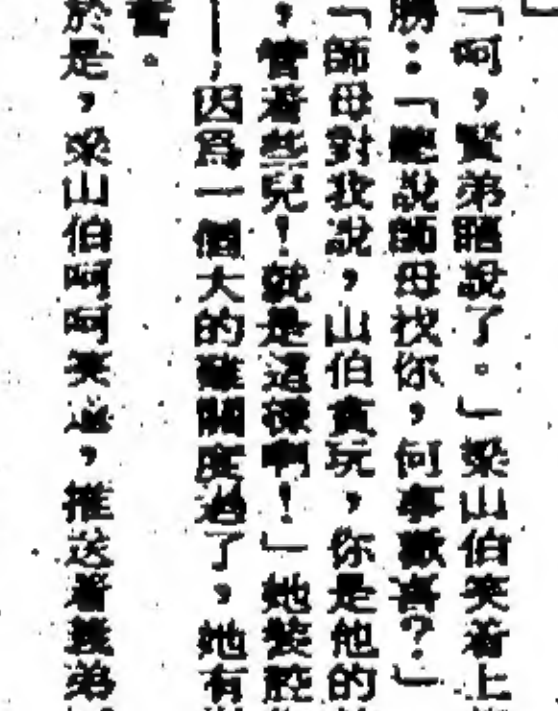 」
「呵，賢弟瞎說了。」梁山伯笑着上
勝：「聽說師母找你，何事歡喜？」
「師母對我說，山伯貪玩，你是他的
，管着些兒！就是這樣啊！」她裝腔
—，因爲一個大的難關度過了，她有
喜。
於是，梁山伯呵呵笑道，推送着義弟